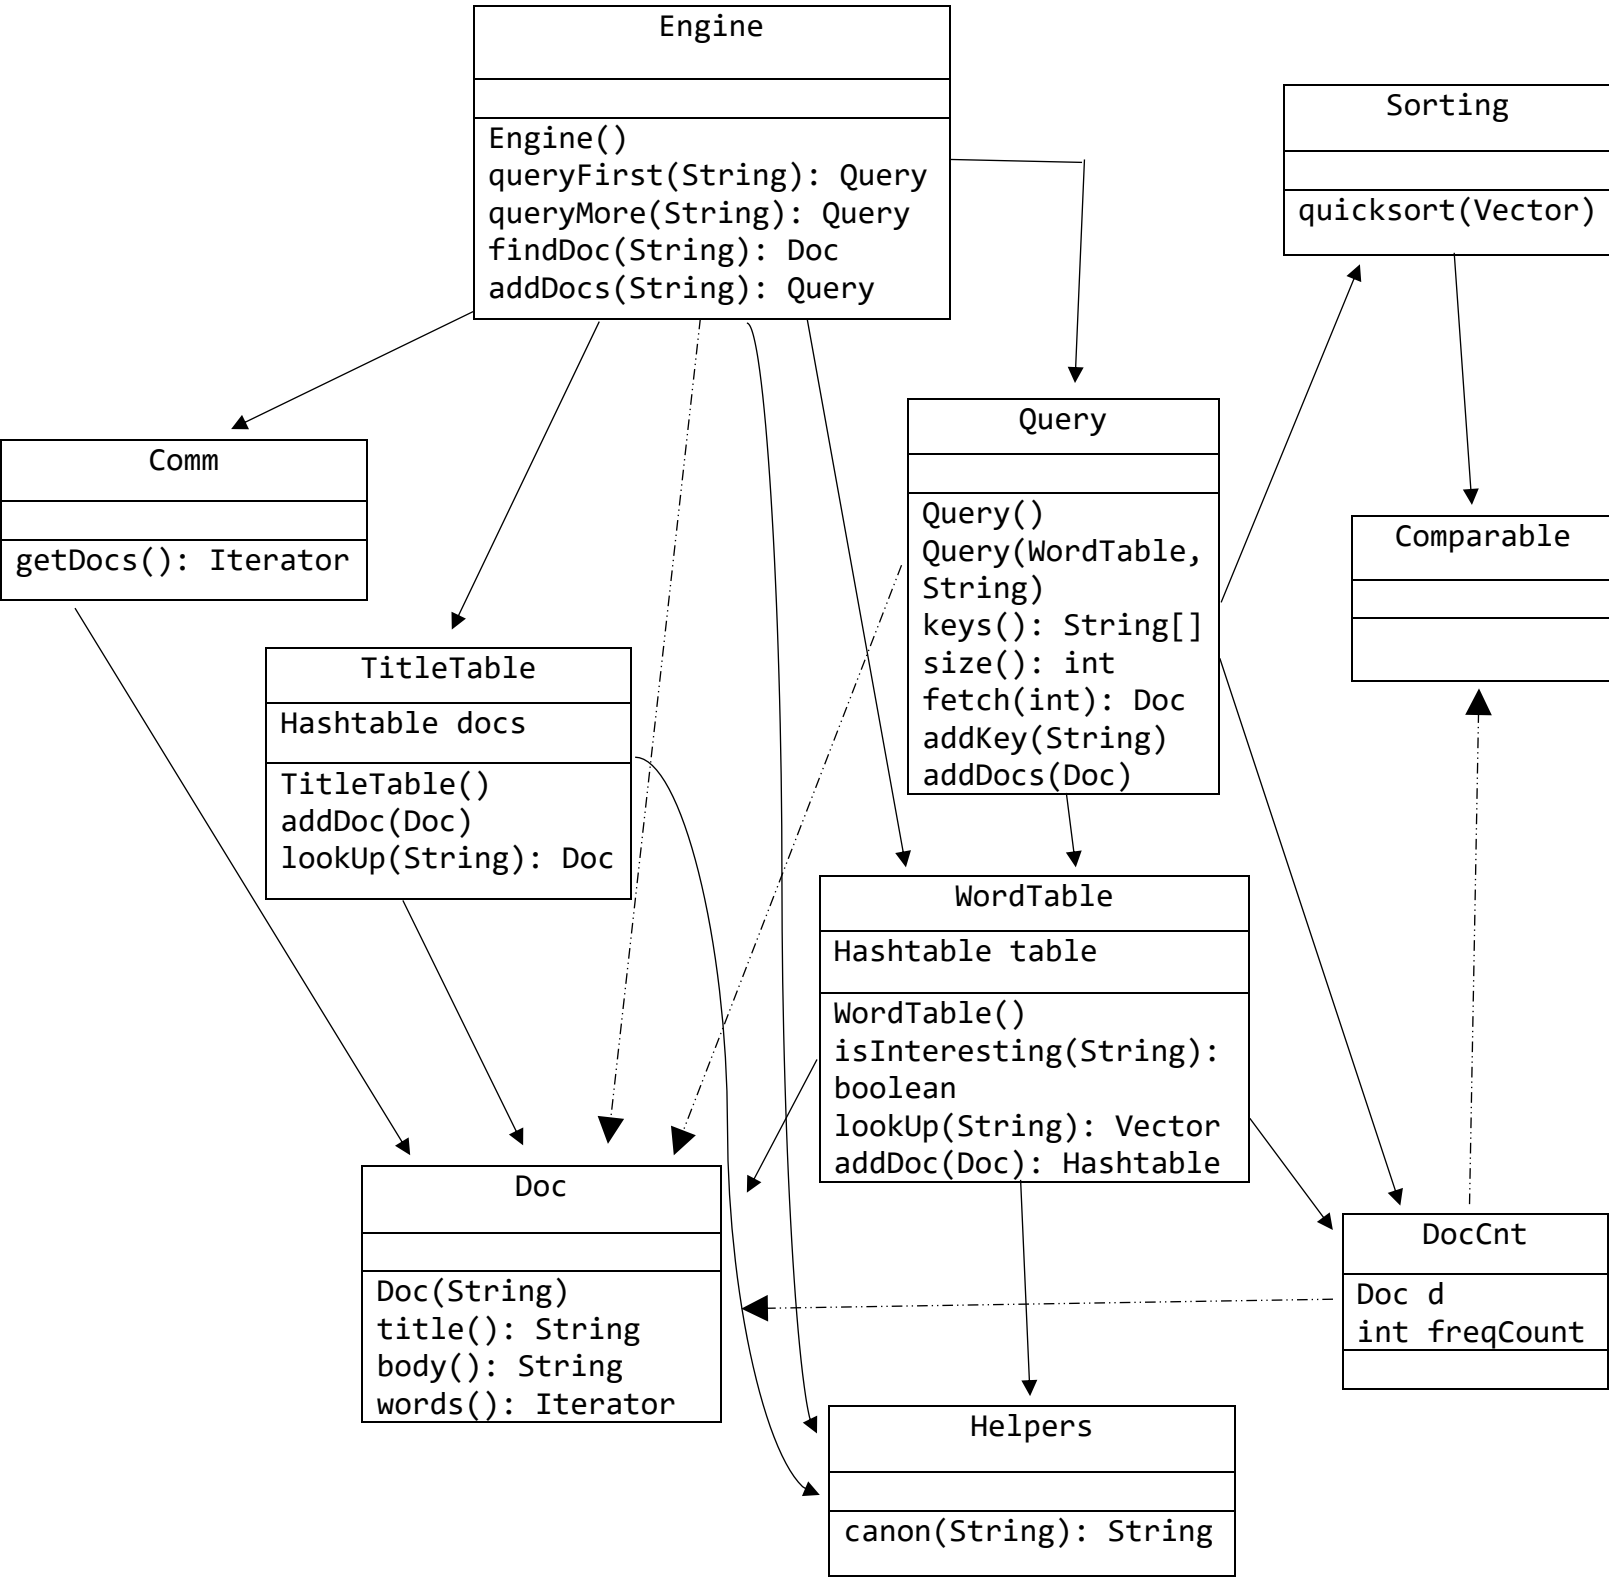 Engine
Engine()
queryFirst(String): Query
queryMore(String): Query
findDoc(String): Doc
addDocs(String): Query
Sorting
quicksort(Vector)
Comm
getDocs(): Iterator
Query
Query()
Query(WordTable,
String)
keys(): String[]
size(): int
fetch(int): Doc
addKey(String)
addDocs(Doc)
Comparable
TitleTable
Hashtable docs
TitleTable()
addDoc(Doc)
lookUp(String): Doc
WordTable
Hashtable table
WordTable()
isInteresting(String):
boolean
lookUp(String): Vector
addDoc(Doc): Hashtable
Doc
Doc(String)
title(): String
body(): String
words(): Iterator
DocCnt
Doc d
int freqCount
Helpers
canon(String): String